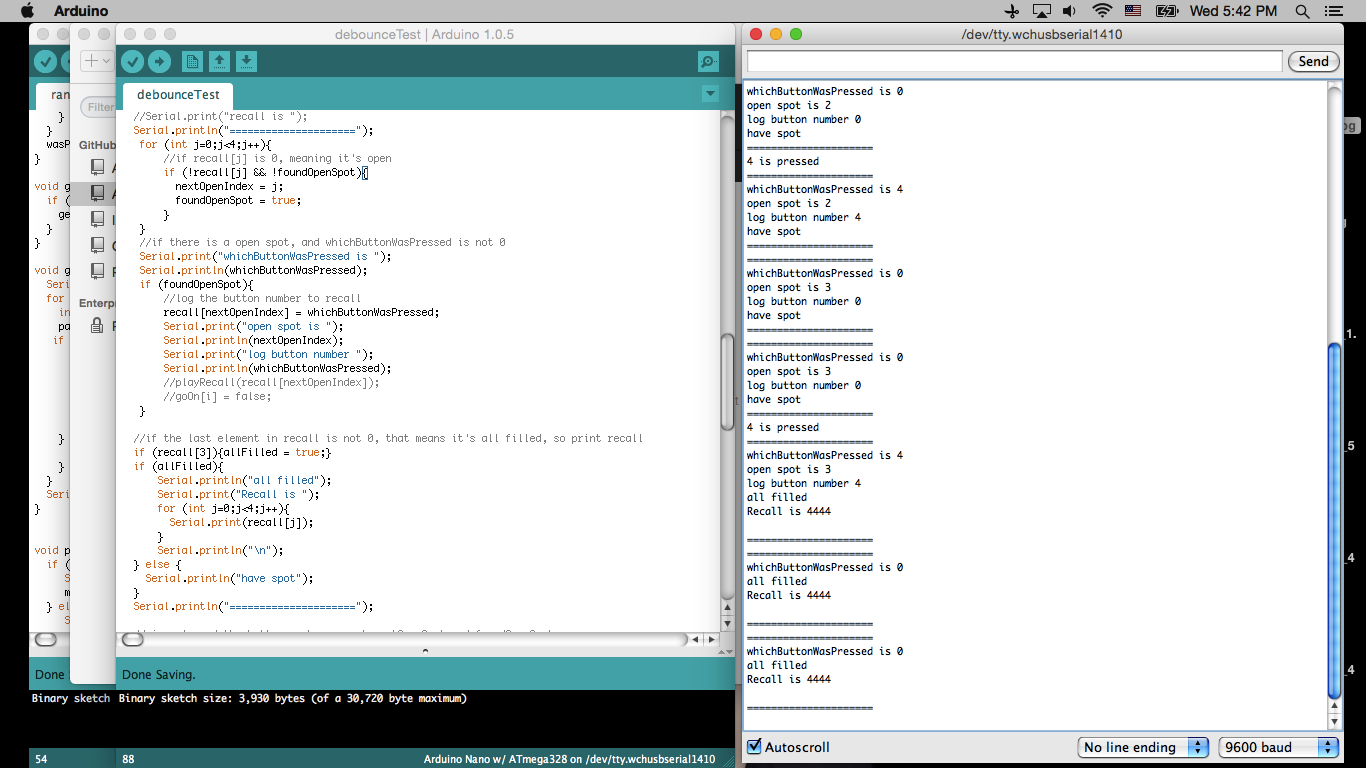 Arduino
Wed 5:42 PM
debounceTest | Arduino 1.0.5
/dev/tty.wchusbserial1410
Send
ran
debounceTest
Filter
GitHub
Enterpr
}
}
wasP
}
void g
if (
ge
}
}
void g
Seri
for
in
pa
if
}
}
}
Seri
}
void p
if (
S
m
} el
S
//Serial.print("recall is ");
Serial.println("=====================");
for (int j=0;j<4;j++){
//if recall[j] is 0, meaning it's open
if (!recall[j] && !foundOpenSpot){
nextOpenIndex = j;
foundOpenSpot = true;
}
}
//if there is a open spot, and whichButtonWasPressed is not 0
Serial.print("whichButtonWasPressed is ");
Serial.println(whichButtonWasPressed);
if (foundOpenSpot){
//log the button number to recall
recall[nextOpenIndex] = whichButtonWasPressed;
Serial.print("open spot is ");
Serial.println(nextOpenIndex);
Serial.print("log button number ");
Serial.println(whichButtonWasPressed);
//playRecall(recall[nextOpenIndex]);
//goOn[i] = false;
}
//if the last element in recall is not 0, that means it's all filled, so print recall
if (recall[3]){allFilled = true;}
if (allFilled){
Serial.println("all filled");
Serial.print("Recall is ");
for (int j=0;j<4;j++){
Serial.print(recall[j]);
}
Serial.println("\n");
} else {
Serial.println("have spot");
}
Serial.println("=====================");
Done
Done Saving.
Binary sketch
Binary sketch size: 3,930 bytes (of a 30,720 byte maximum)
54
88
Arduino Nano w/ ATmega328 on /dev/tty.wchusbserial1410
whichButtonWasPressed is 0
open spot is 2
log button number 0
have spot
=====================
4 is pressed
=====================
whichButtonWasPressed is 4
open spot is 2
log button number 4
have spot
=====================
=====================
whichButtonWasPressed is 0
open spot is 3
log button number 0
have spot
=====================
=====================
whichButtonWasPressed is 0
open spot is 3
log button number 0
have spot
=====================
4 is pressed
=====================
whichButtonWasPressed is 4
open spot is 3
log button number 4
all filled
Recall is 4444
=====================
=====================
whichButtonWasPressed is 0
all filled
Recall is 4444
=====================
=====================
whichButtonWasPressed is 0
all filled
Recall is 4444
=====================
Autoscroll
No line ending
9600 baud
og
1.
5
4
4